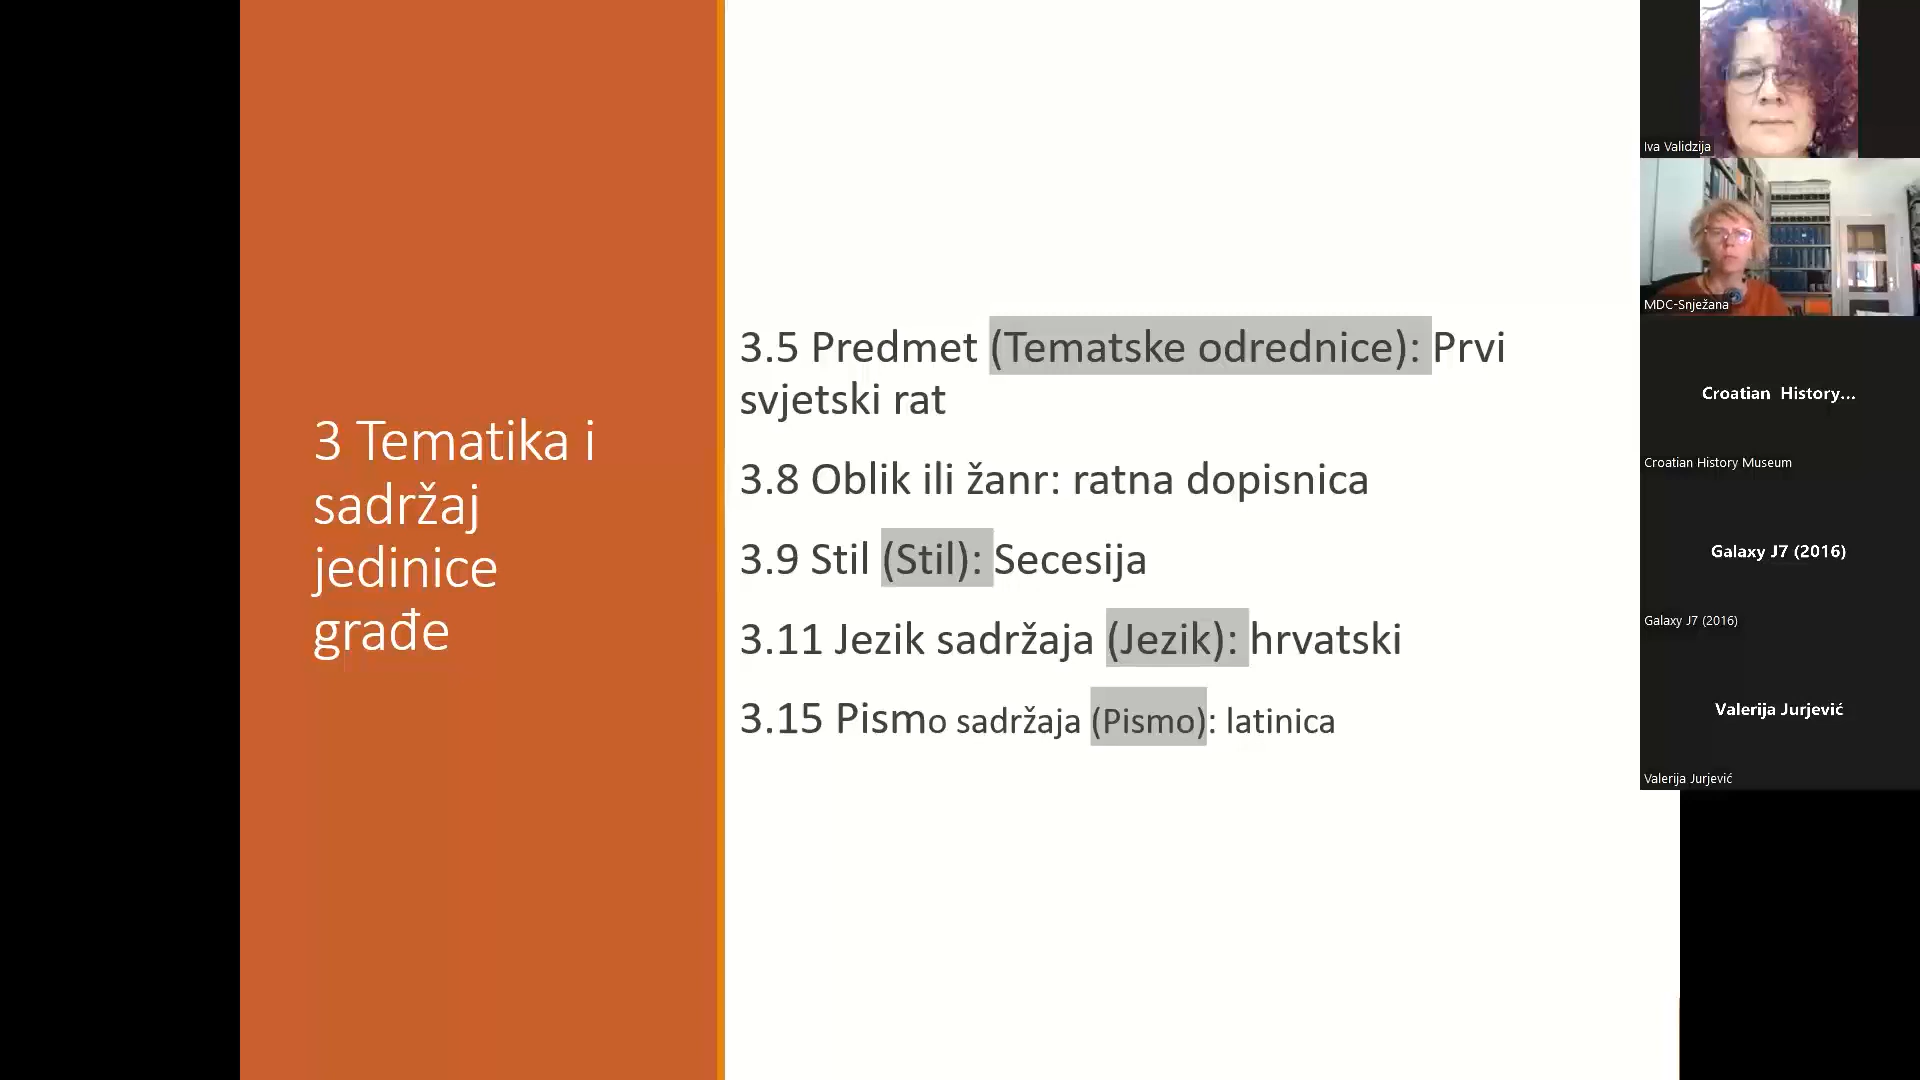 3 Tematika i
sadržaj
jedinice
građe
3.5 Predmet (Tematske odrednice): Prvi
svjetski rat
3.8 Oblik ili žanr: ratna dopisnica
3.9 Stil (Stil): Secesija
3.11 Jezik sadržaja (Jezik): hrvatski
3.15 Pismo sadržaja (Pismo): latinica
Iva Validzija
MDC-Snježana
Croatian History...
Croatian History Museum
Galaxy J7 (2016)
Galaxy J7 (2016)
Valerija Jurjević
Valerija Jurjević